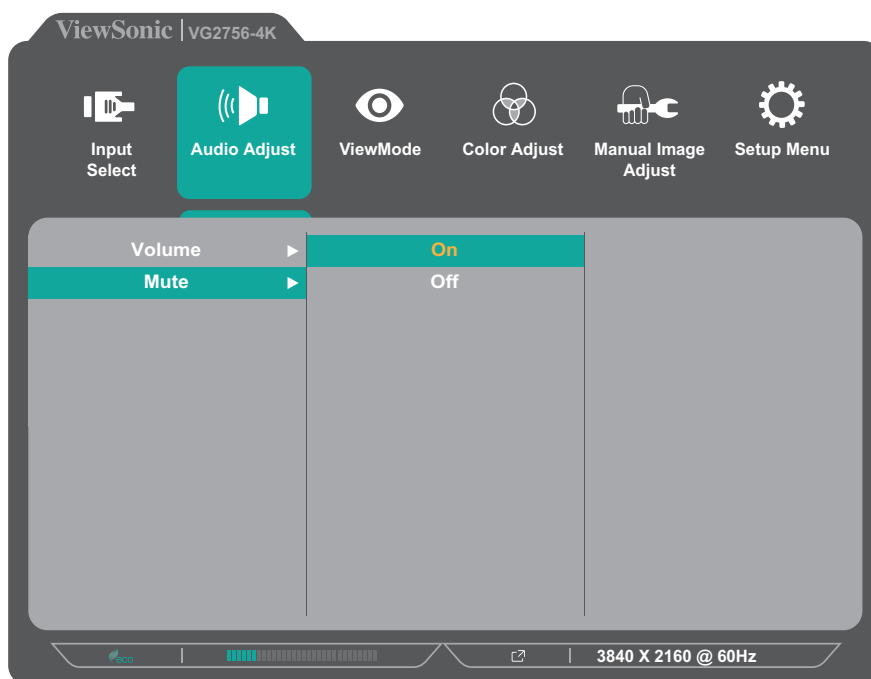 ViewSonic | VG2756-4K
Input
Select
Audio Adjust
ViewMode
Color Adjust
Manual Image
Adjust
Setup Menu
Volume
On
Mute
Off
eco
3840 X 2160 @ 60Hz